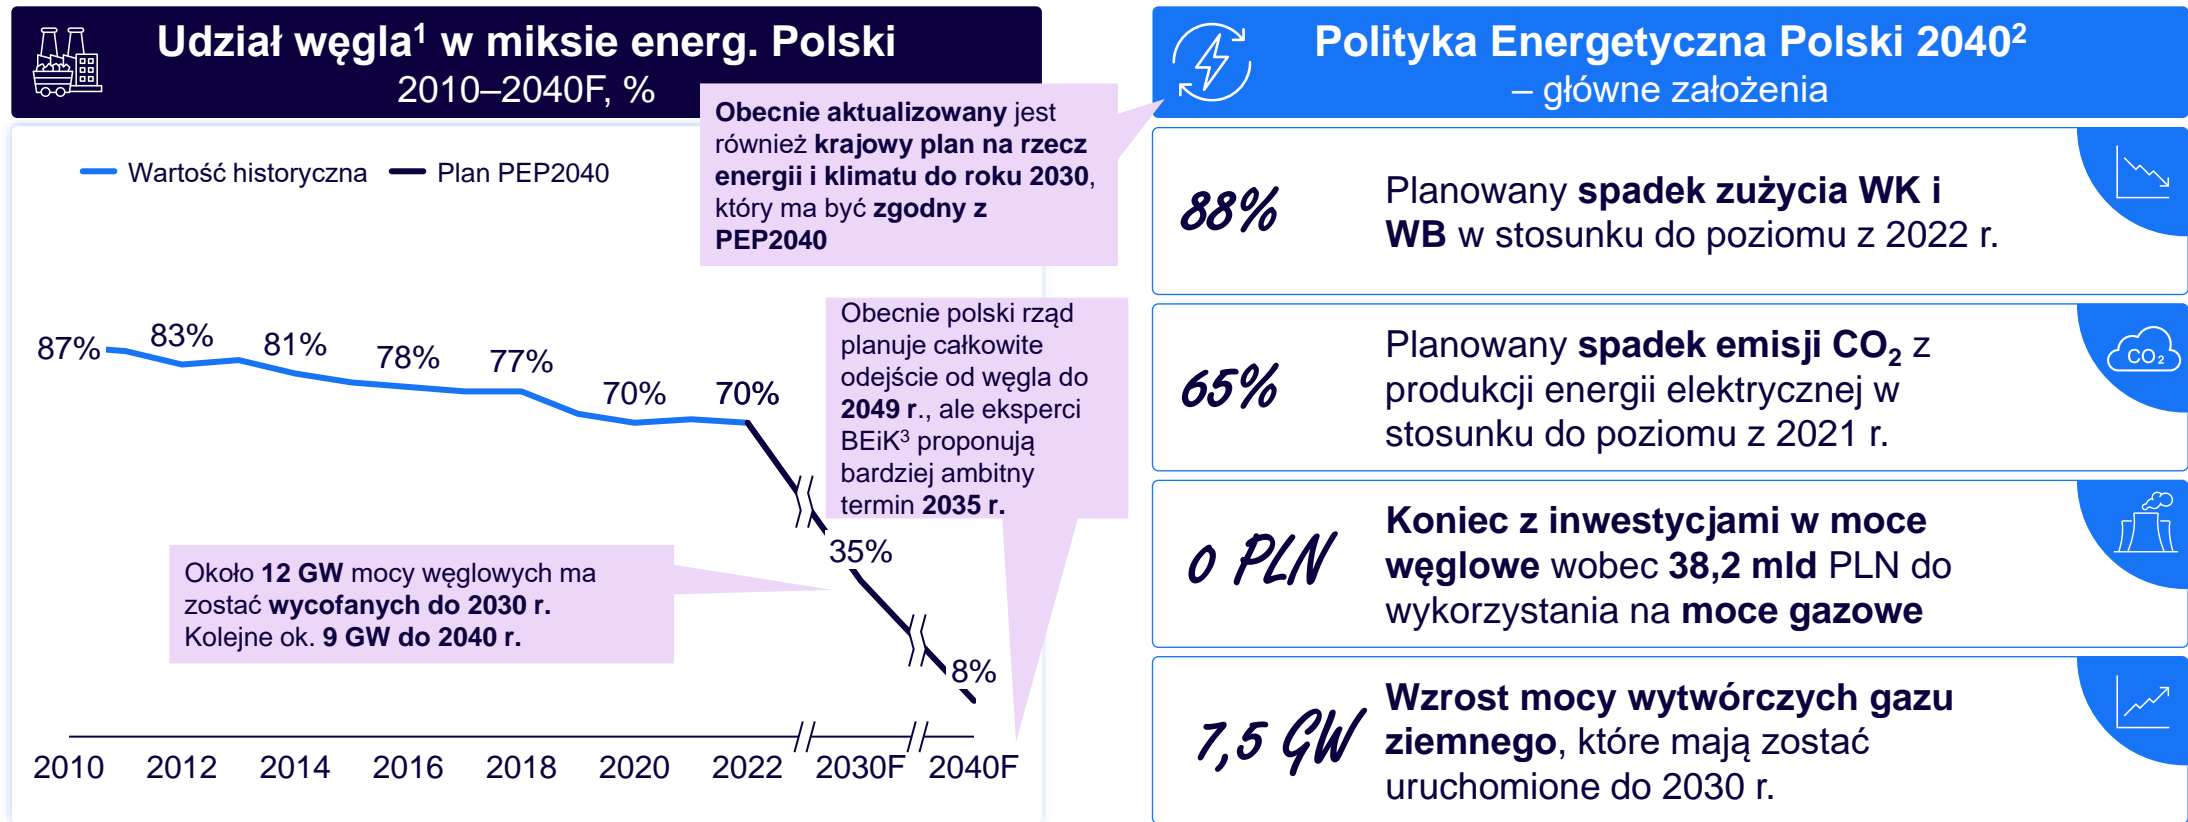 Udział węgla¹ w miksie energ. Polski
2010–2040F, %
Obecnie aktualizowany jest
również krajowy plan na rzecz
energii i klimatu do roku 2030,
który ma być zgodny z
PEP2040
Wartość historyczna
Plan PEP2040
Obecnie polski rząd
planuje całkowite
odejście od węgla do
2049 r., ale eksperci
BEiK³ proponują
bardziej ambitny
termin 2035 r.
87%
83%
81%
78%
77%
70%
70%
35%
8%
Około 12 GW mocy węglowych ma
zostać wycofanych do 2030 r.
Kolejne ok. 9 GW do 2040 r.
2010 2012 2014 2016 2018 2020 2022 2030F 2040F
Polityka Energetyczna Polski 2040²
– główne założenia
88%
Planowany spadek zużycia WK i
WB w stosunku do poziomu z 2022 r.
65%
Planowany spadek emisji CO₂ z
produkcji energii elektrycznej w
stosunku do poziomu z 2021 r.
CO₂
0 PLN
Koniec z inwestycjami w moce
węglowe wobec 38,2 mld PLN do
wykorzystania na moce gazowe
7,5 GW
Wzrost mocy wytwórczych gazu
ziemnego, które mają zostać
uruchomione do 2030 r.